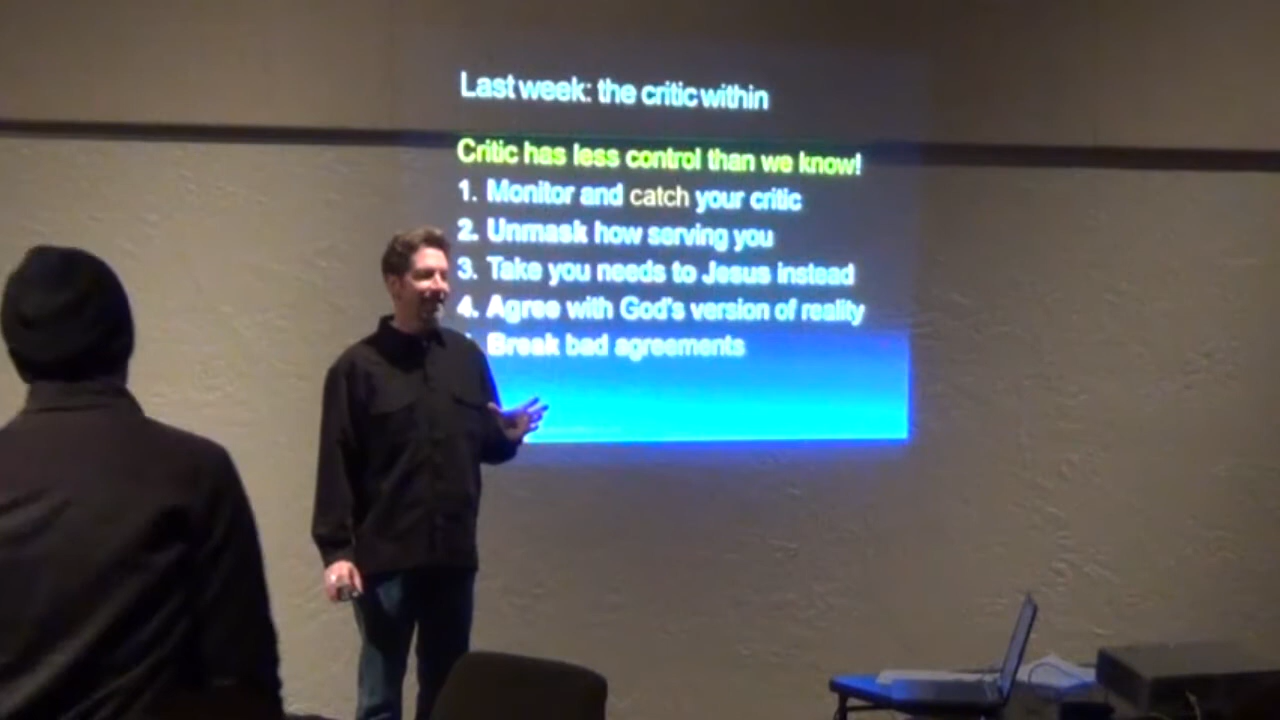 Last week: the critic within
Critic has less control than we know!
1. Monitor and catch your critic
2. Unmask how serving you
3. Take you needs to Jesus instead
4. Agree with God's version of reality
Break bad agreements